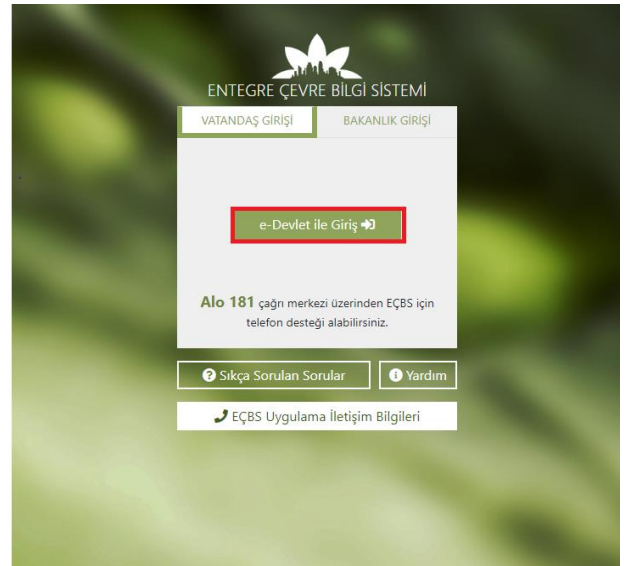 ENTEGRE ÇEVRE BİLGİ SİSTEMİ
VATANDAŞ GİRİŞİ BAKANLIK GİRİŞİ
e-Devlet ile Giriş
Alo 181 çağrı merkezi üzerinden EÇBS için
telefon desteği alabilirsiniz.
Sıkça Sorulan Sorular Yardım
EÇBS Uygulama İletişim Bilgileri